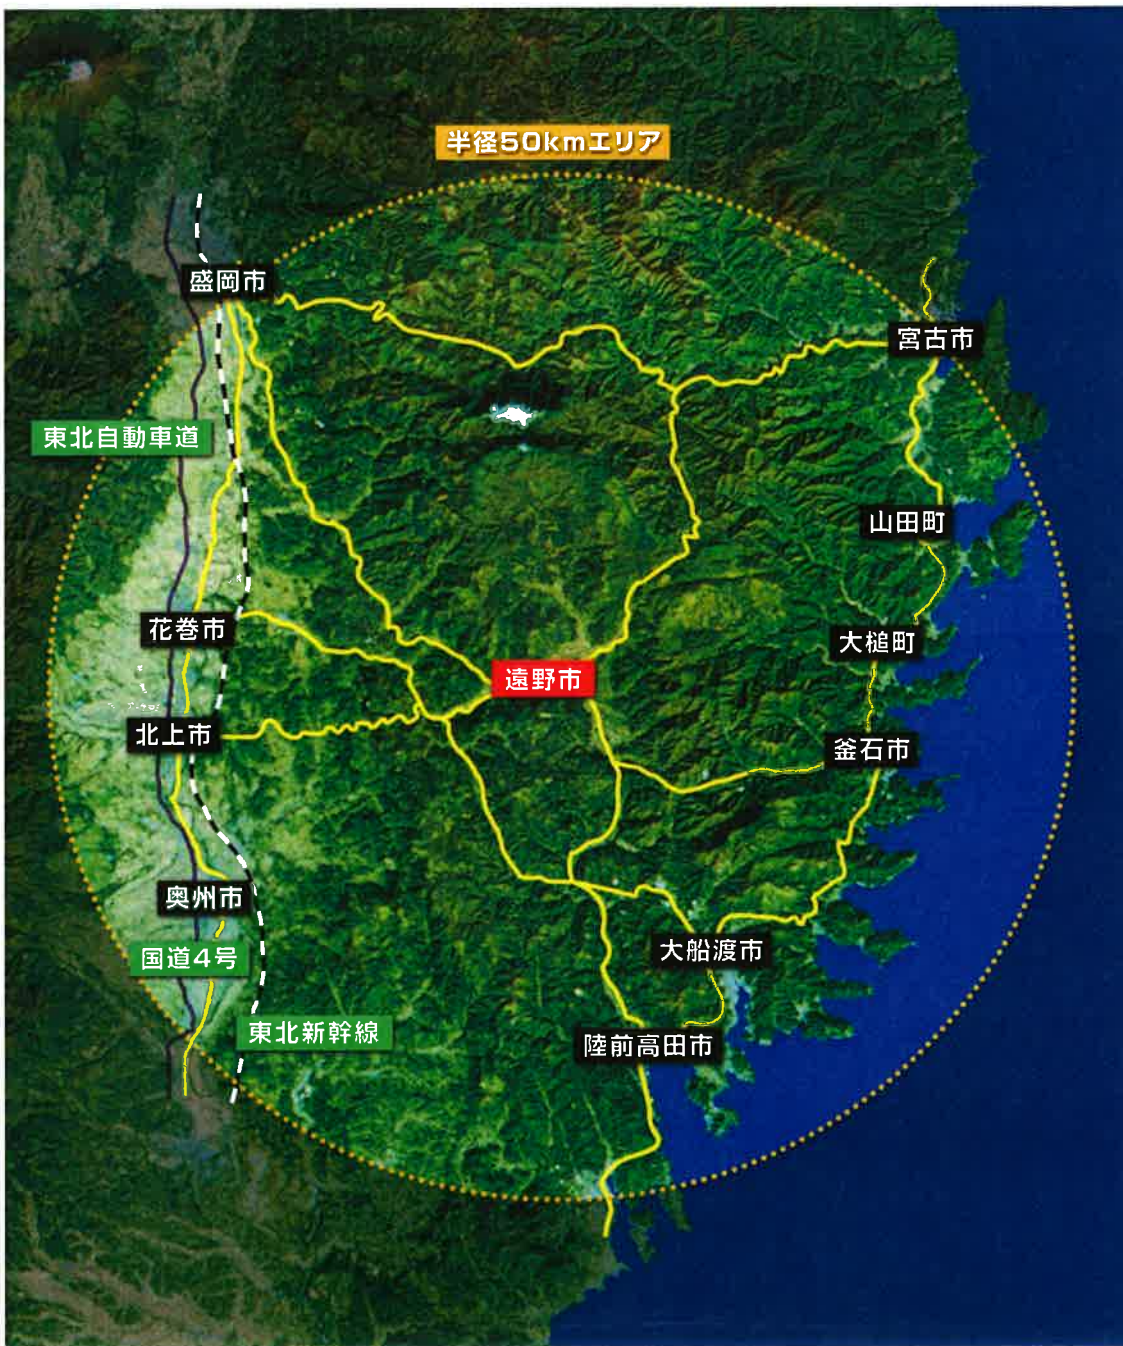 半径50kmエリア
盛岡市
宮古市
東北自動車道
山田町
花巻市
大槌町
遠野市
北上市
釜石市
奥州市
国道4号
大船渡市
東北新幹線
陸前高田市